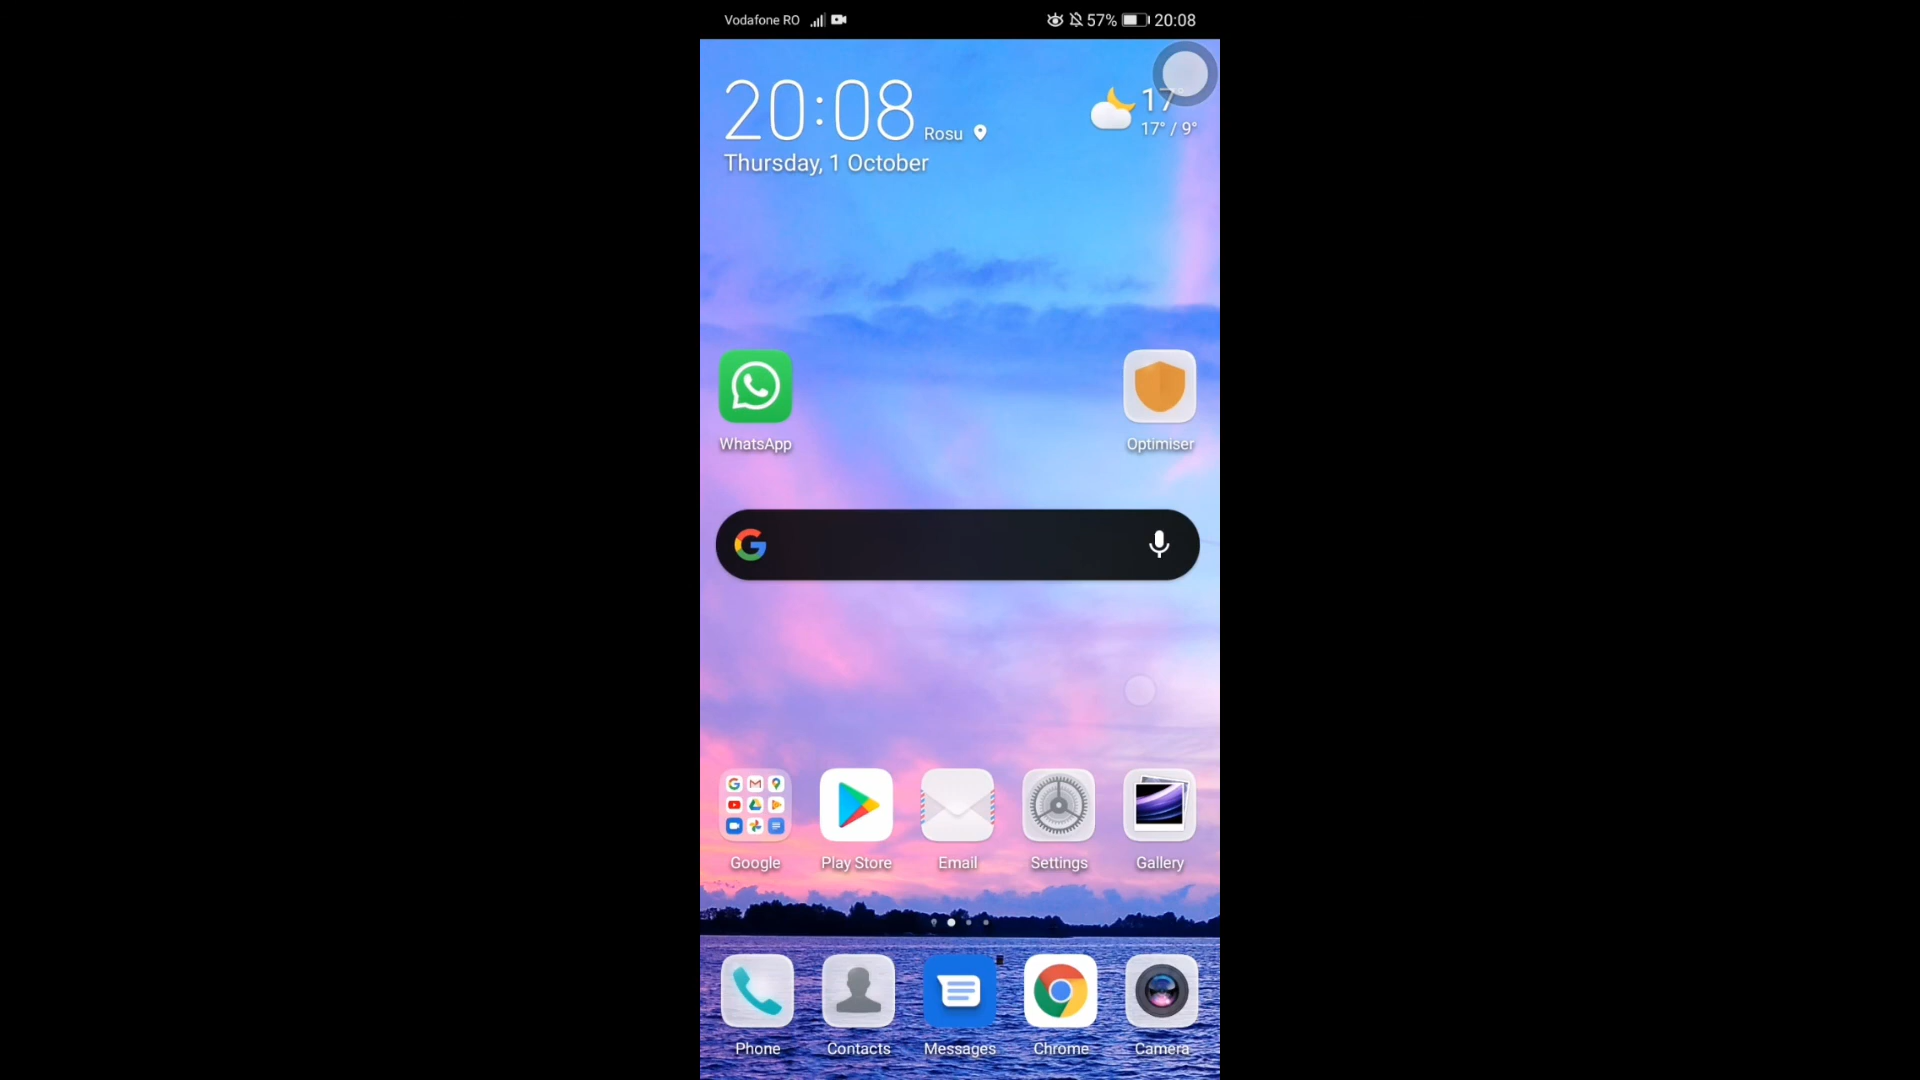 Vodafone RO 57% 20:08
20:08 Rosu
Thursday, 1 October
17°
17° / 9°
WhatsApp Optimiser
Google Play Store Email Settings Gallery
Phone Contacts Messages Chrome Camera